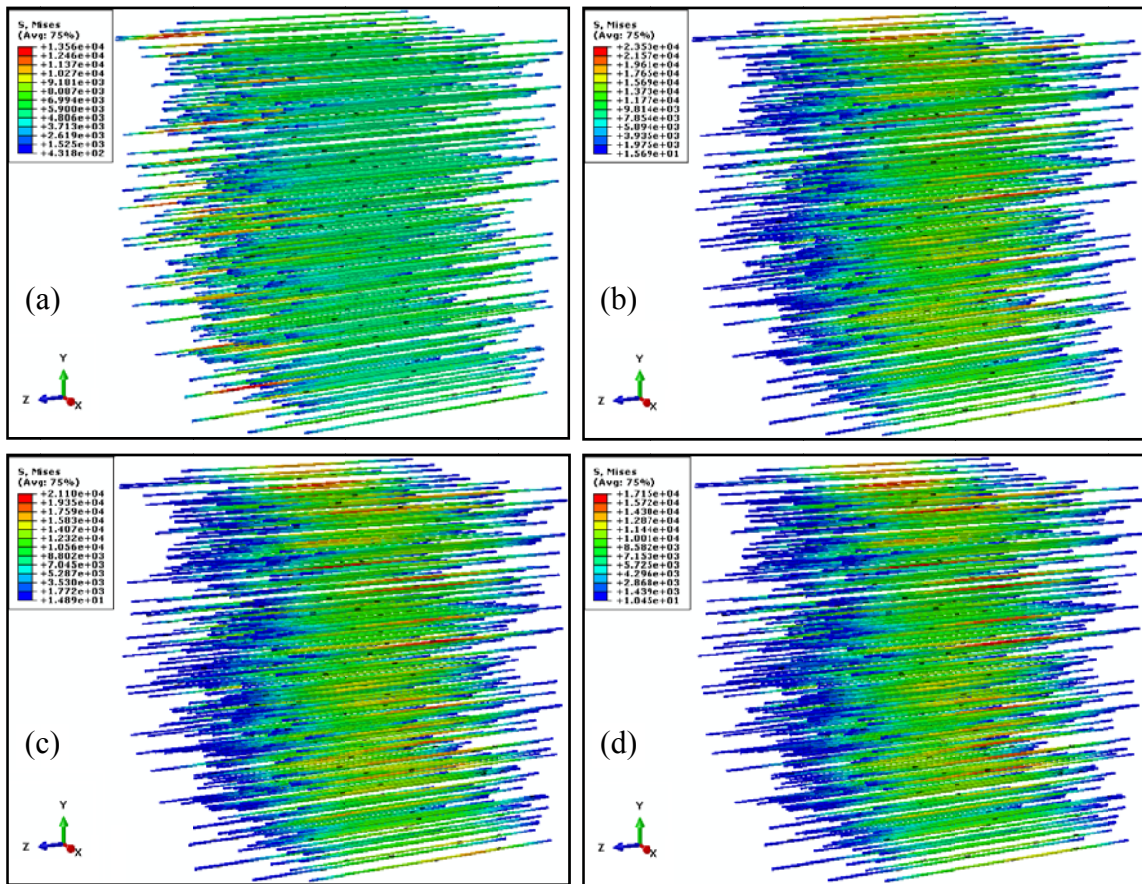 S, Mises
(Avg: 75%)
+1.356e+04
+1.246e+04
+1.137e+04
+1.027e+04
+9.181e+03
+8.087e+03
+6.994e+03
+5.900e+03
+4.806e+03
+3.713e+03
+2.619e+03
+1.525e+03
+4.318e+02
(a)
Y
Z
X
S, Mises
(Avg: 75%)
+2.353e+04
+2.157e+04
+1.961e+04
+1.765e+04
+1.569e+04
+1.373e+04
+1.177e+04
+9.814e+03
+7.854e+03
+5.894e+03
+3.935e+03
+1.975e+03
+1.569e+01
(b)
Y
Z
X
S, Mises
(Avg: 75%)
+2.110e+04
+1.935e+04
+1.759e+04
+1.583e+04
+1.407e+04
+1.232e+04
+1.056e+04
+8.802e+03
+7.045e+03
+5.287e+03
+3.530e+03
+1.772e+03
+1.489e+01
(c)
Y
Z
X
S, Mises
(Avg: 75%)
+1.715e+04
+1.572e+04
+1.430e+04
+1.287e+04
+1.144e+04
+1.001e+04
+8.582e+03
+7.153e+03
+5.725e+03
+4.296e+03
+2.868e+03
+1.439e+03
+1.045e+01
(d)
Y
Z
X